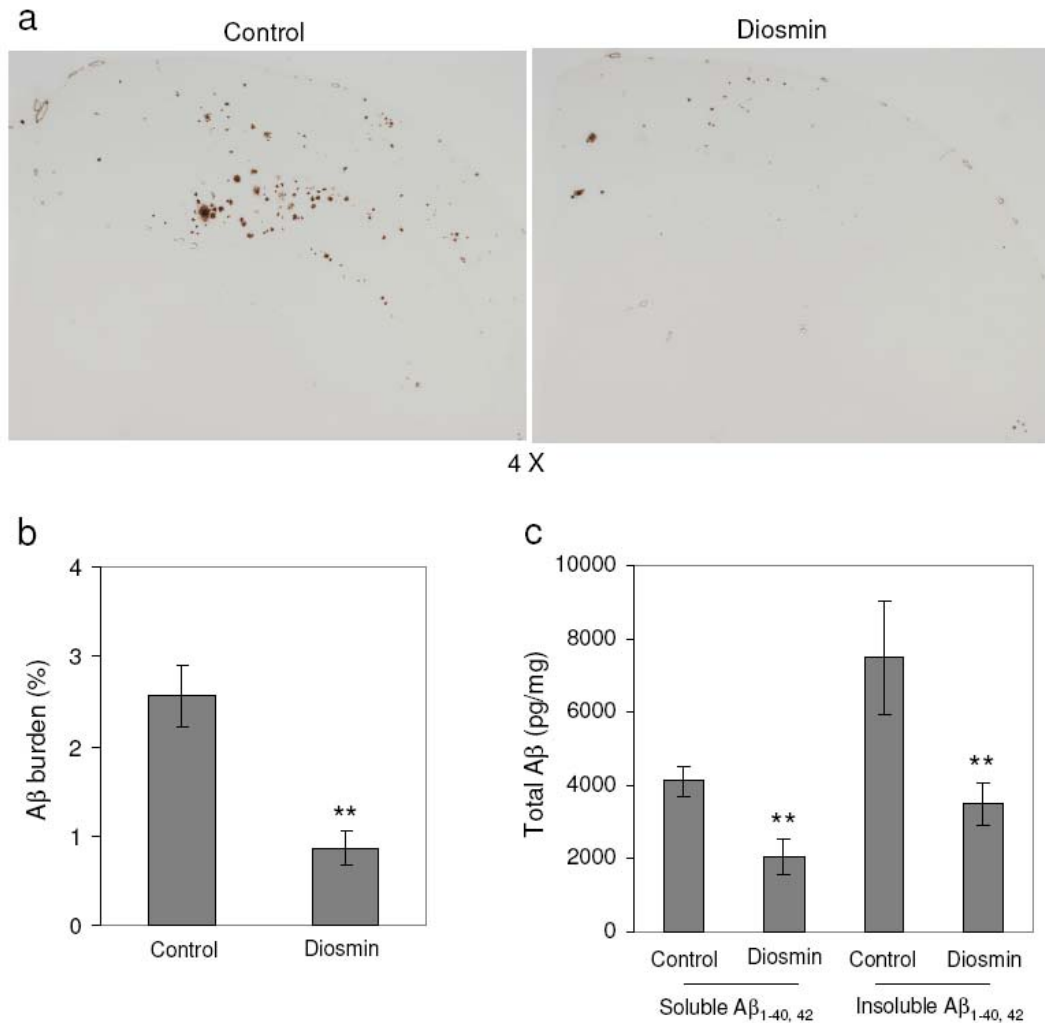 a
Control
Diosmin
4 X
b
4
3
2
1
0
Aβ burden (%)
**
Control
Diosmin
c
10000
8000
6000
4000
2000
0
Total Aβ (pg/mg)
**
**
Control
Diosmin
Control
Diosmin
Soluble Aβ1-40, 42
Insoluble Aβ1-40, 42